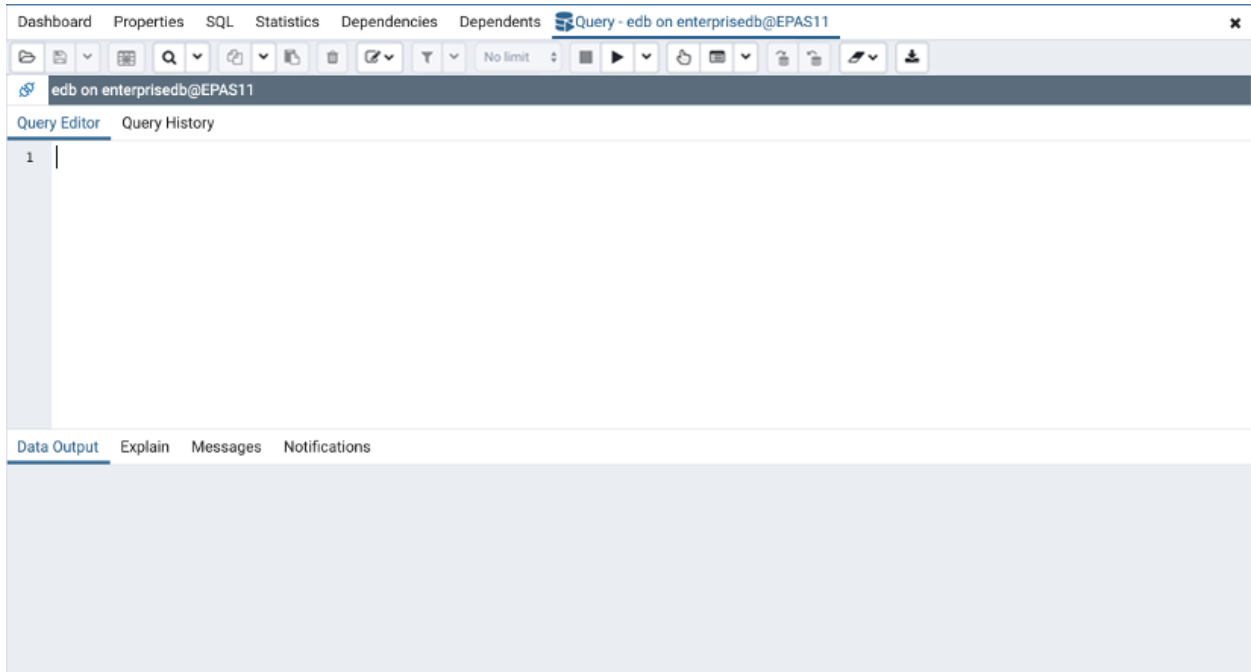 Dashboard Properties SQL Statistics Dependencies Dependents Query - edb on enterprisedb@EPAS11
No limit
edb on enterprisedb@EPAS11
Query Editor Query History
1
Data Output Explain Messages Notifications